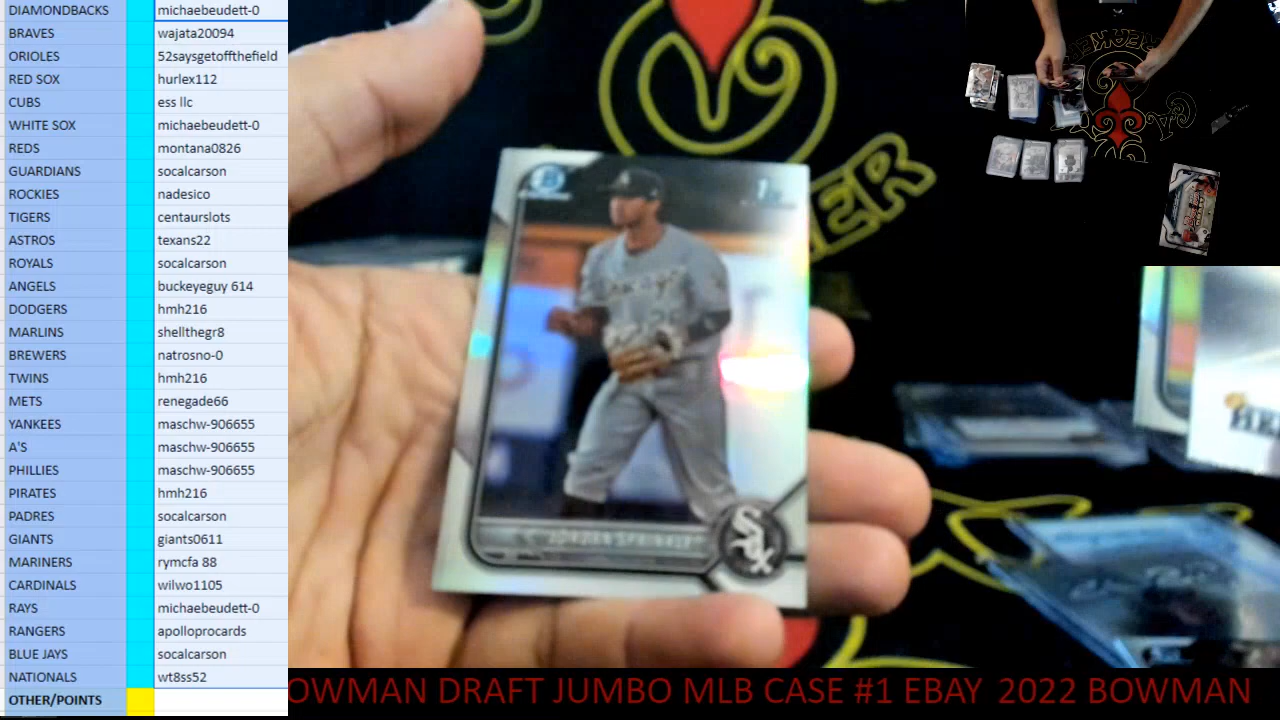 DIAMONDBACKS michaebeudett-0
BRAVES wajata20094
ORIOLES 52saysgetoffthefield
RED SOX hurlex112
CUBS ess llc
WHITE SOX michaebeudett-0
REDS montana0826
GUARDIANS socalcarson
ROCKIES nadesico
TIGERS centaurslots
ASTROS texans22
ROYALS socalcarson
ANGELS buckeyeguy 614
DODGERS hmh216
MARLINS shellthegr8
BREWERS natrosno-0
TWINS hmh216
METS renegade66
YANKEES maschw-906655
A'S maschw-906655
PHILLIES maschw-906655
PIRATES hmh216
PADRES socalcarson
GIANTS giants0611
MARINERS rymcfa 88
CARDINALS wilwo1105
RAYS michaebeudett-0
RANGERS apolloprocards
BLUE JAYS socalcarson
NATIONALS wt8ss52
OTHER/POINTS
1st
JORDAN SPRINKLE
SOX
OWMAN DRAFT JUMBO MLB CASE #1 EBAY 2022 BOWMAN